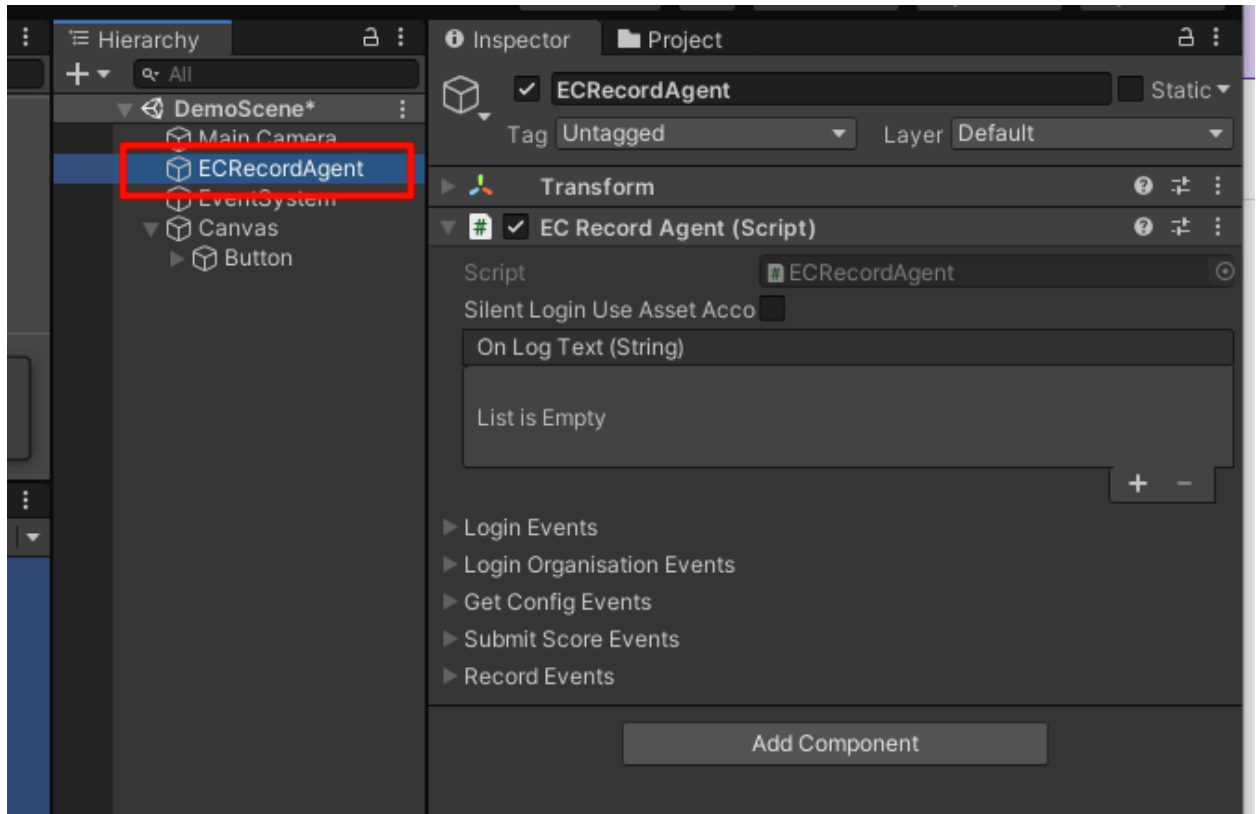 Hierarchy
All
DemoScene*
Main Camera
ECRecordAgent
EventSystem
Canvas
Button
Inspector
Project
ECRecordAgent
Static
Tag Untagged
Layer Default
Transform
EC Record Agent (Script)
Script
ECRecordAgent
Silent Login Use Asset Acco
On Log Text (String)
List is Empty
Login Events
Login Organisation Events
Get Config Events
Submit Score Events
Record Events
Add Component